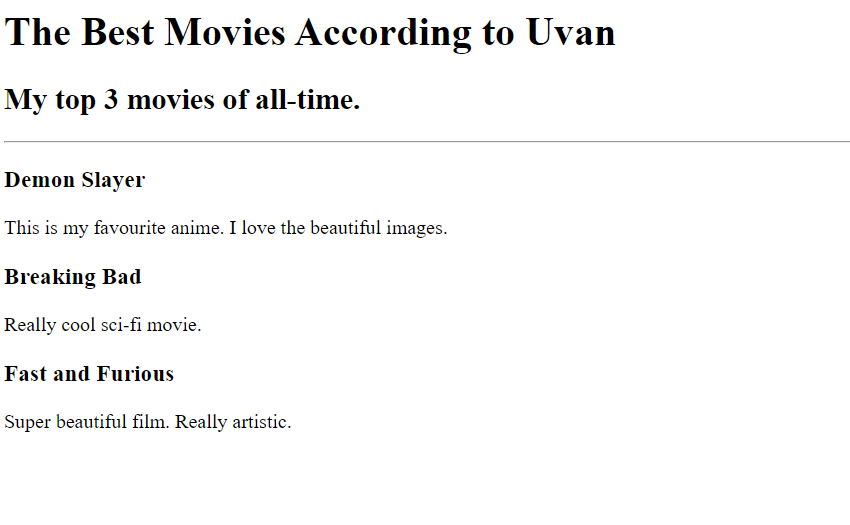 The Best Movies According to Uvan
My top 3 movies of all-time.
Demon Slayer
This is my favourite anime. I love the beautiful images.
Breaking Bad
Really cool sci-fi movie.
Fast and Furious
Super beautiful film. Really artistic.